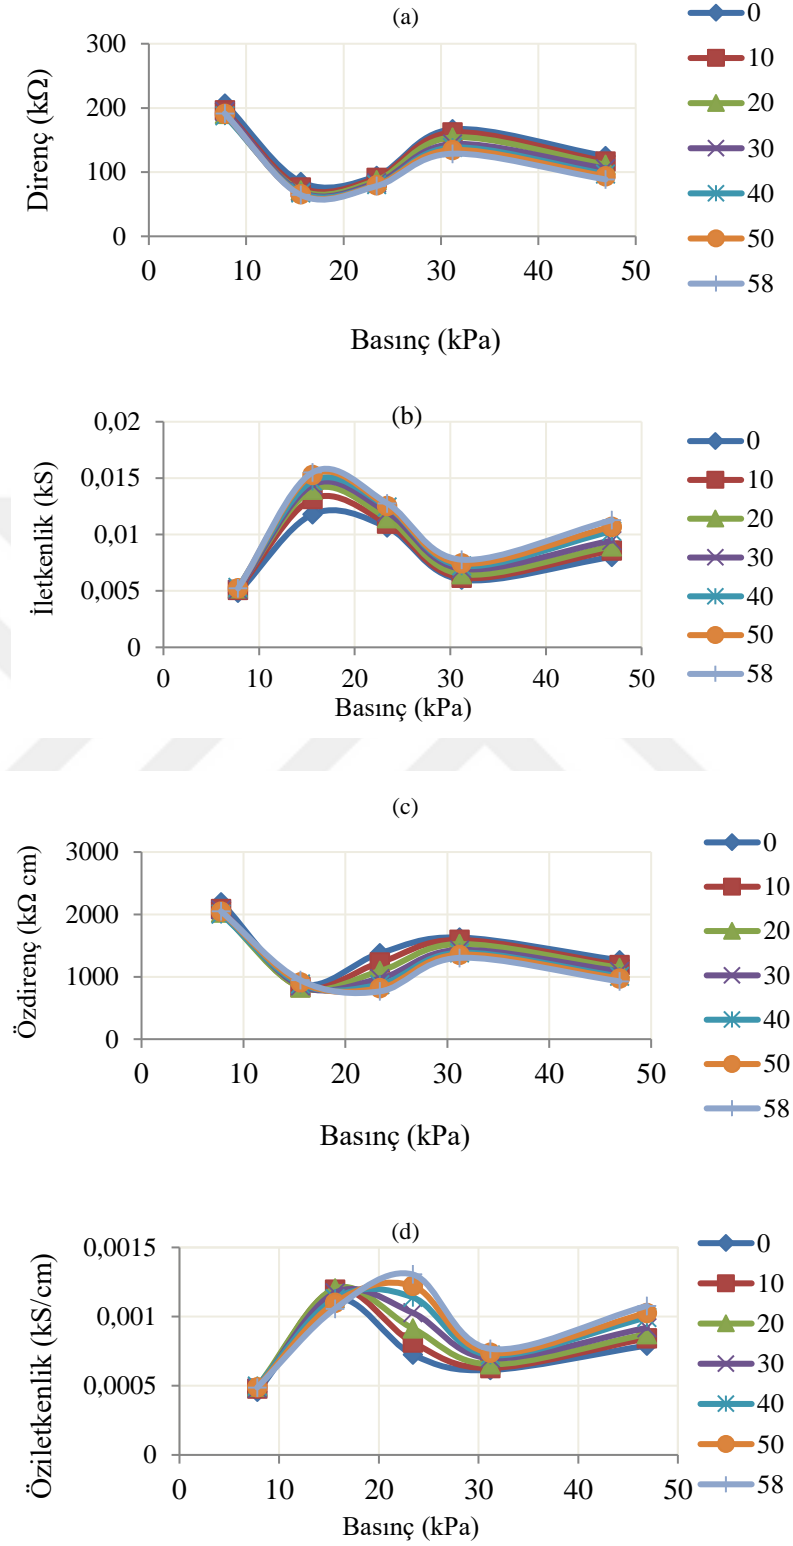 (a)
Direnç (kΩ)
300
200
100
0
0 10 20 30 40 50
Basınç (kPa)
0
10
20
30
40
50
58
(b)
İletkenlik (kS)
0,02
0,015
0,01
0,005
0
0 10 20 30 40 50
Basınç (kPa)
0
10
20
30
40
50
58
(c)
Özdirenç (kΩ cm)
3000
2000
1000
0
0 10 20 30 40 50
Basınç (kPa)
0
10
20
30
40
50
58
(d)
Öziletkenlik (kS/cm)
0,0015
0,001
0,0005
0
0 10 20 30 40 50
Basınç (kPa)
0
10
20
30
40
50
58